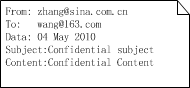 From: zhang@sina.com.cn
To:   wang@163.com
Data: 04 May 2010
Subject:Confidential subject
Content:Confidential Content